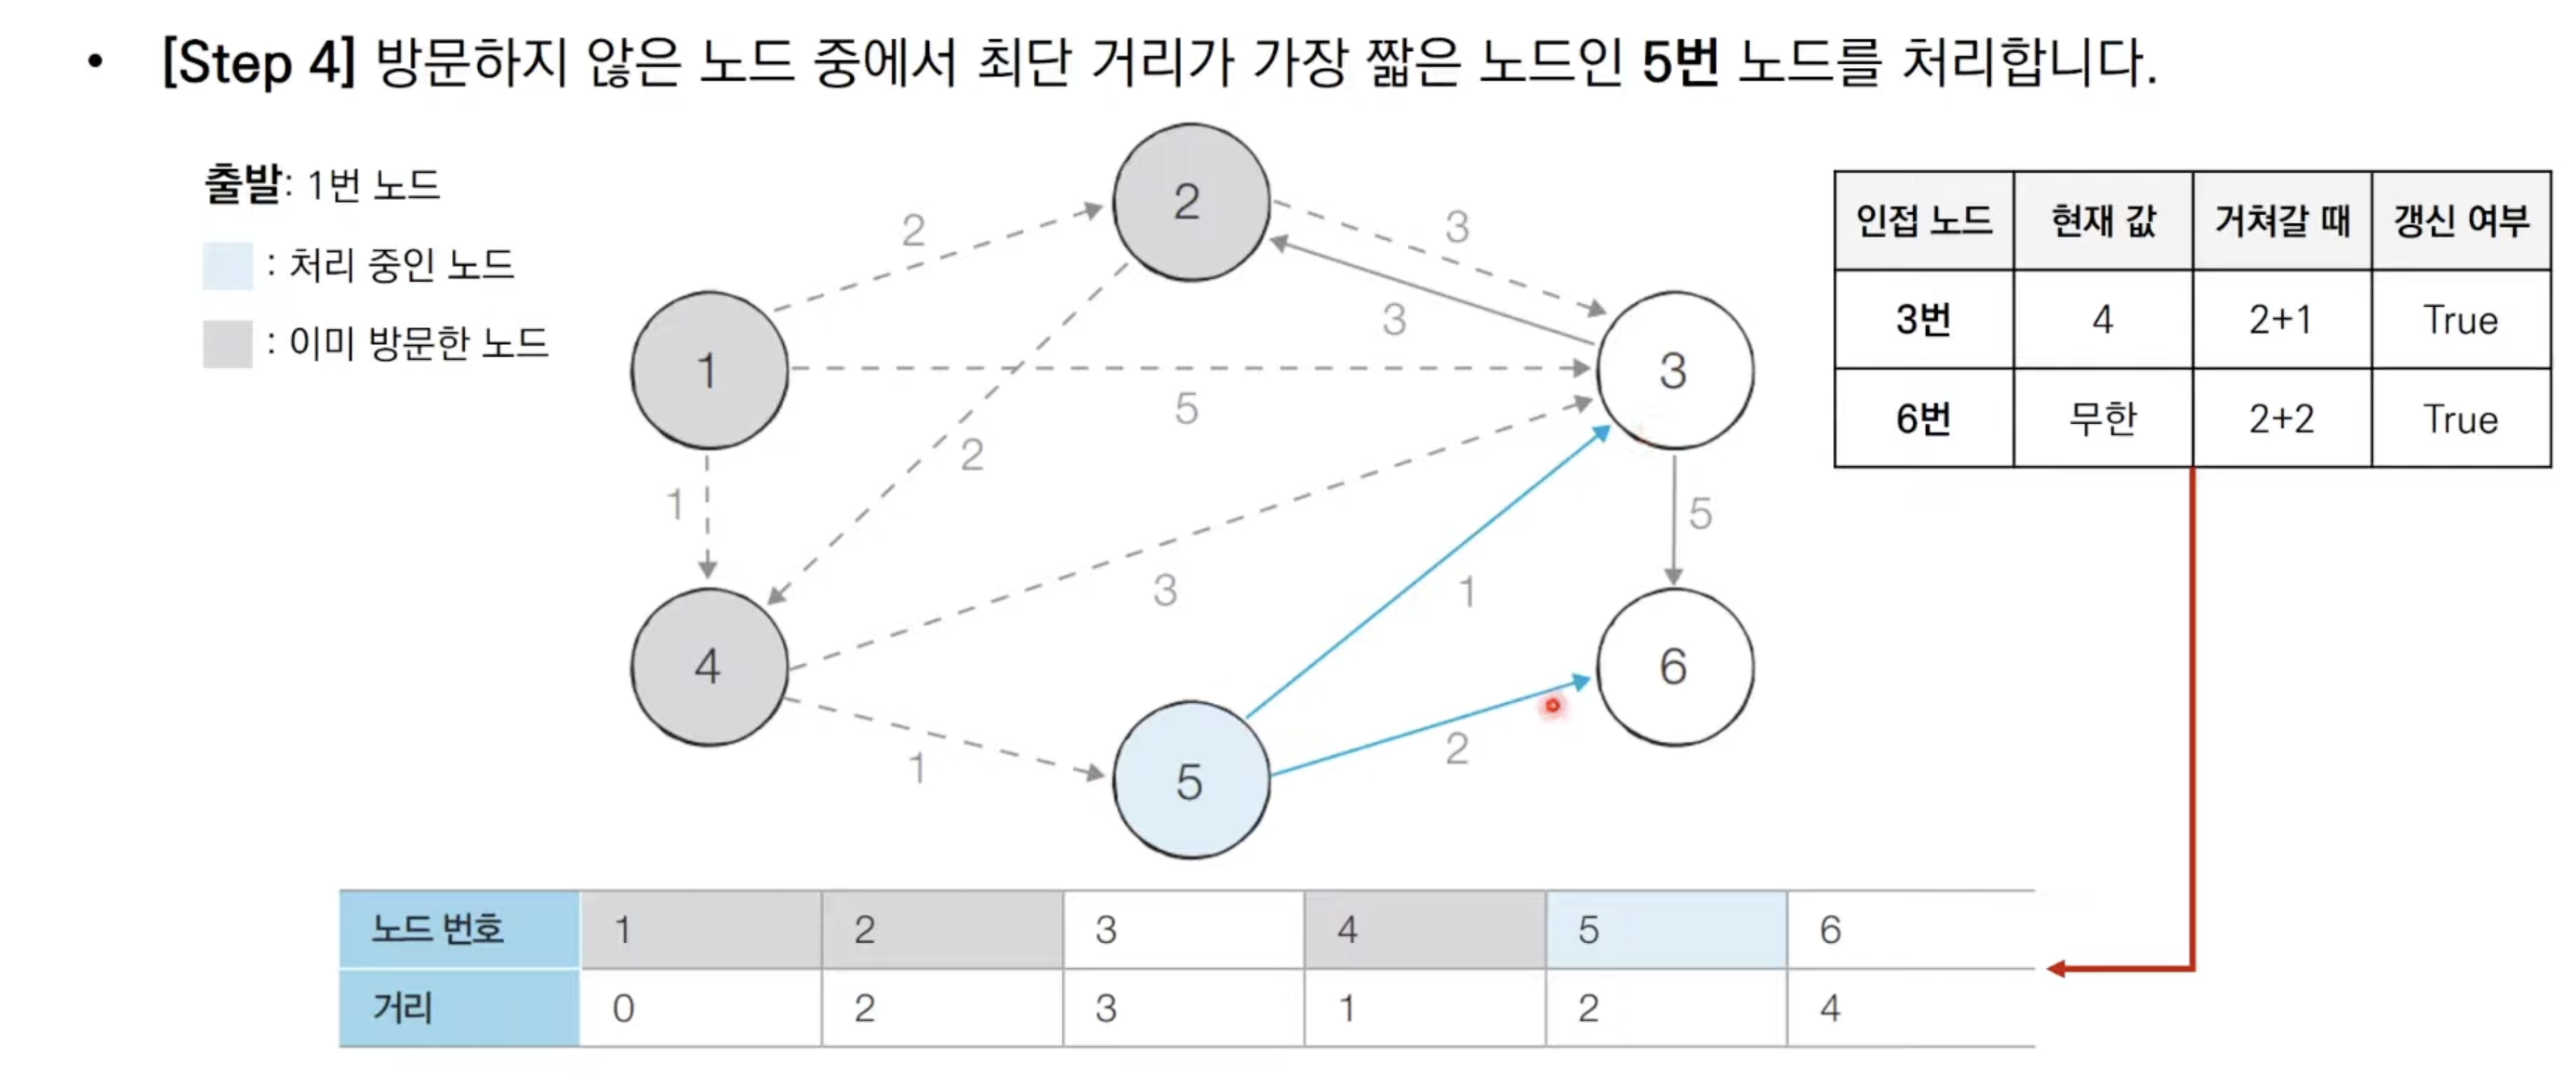 • [Step 4] 방문하지 않은 노드 중에서 최단 거리가 가장 짧은 노드인 5번 노드를 처리합니다.
출발: 1번 노드
: 처리 중인 노드
: 이미 방문한 노드
2
2
3
3
1
5
3
2
1
5
3
1
4
6
2
1
5
인접 노드 현재 값 거쳐갈 때 갱신 여부
3번 4 2+1 True
6번 무한 2+2 True
노드 번호 1 2 3 4 5 6
거리 0 2 3 1 2 4